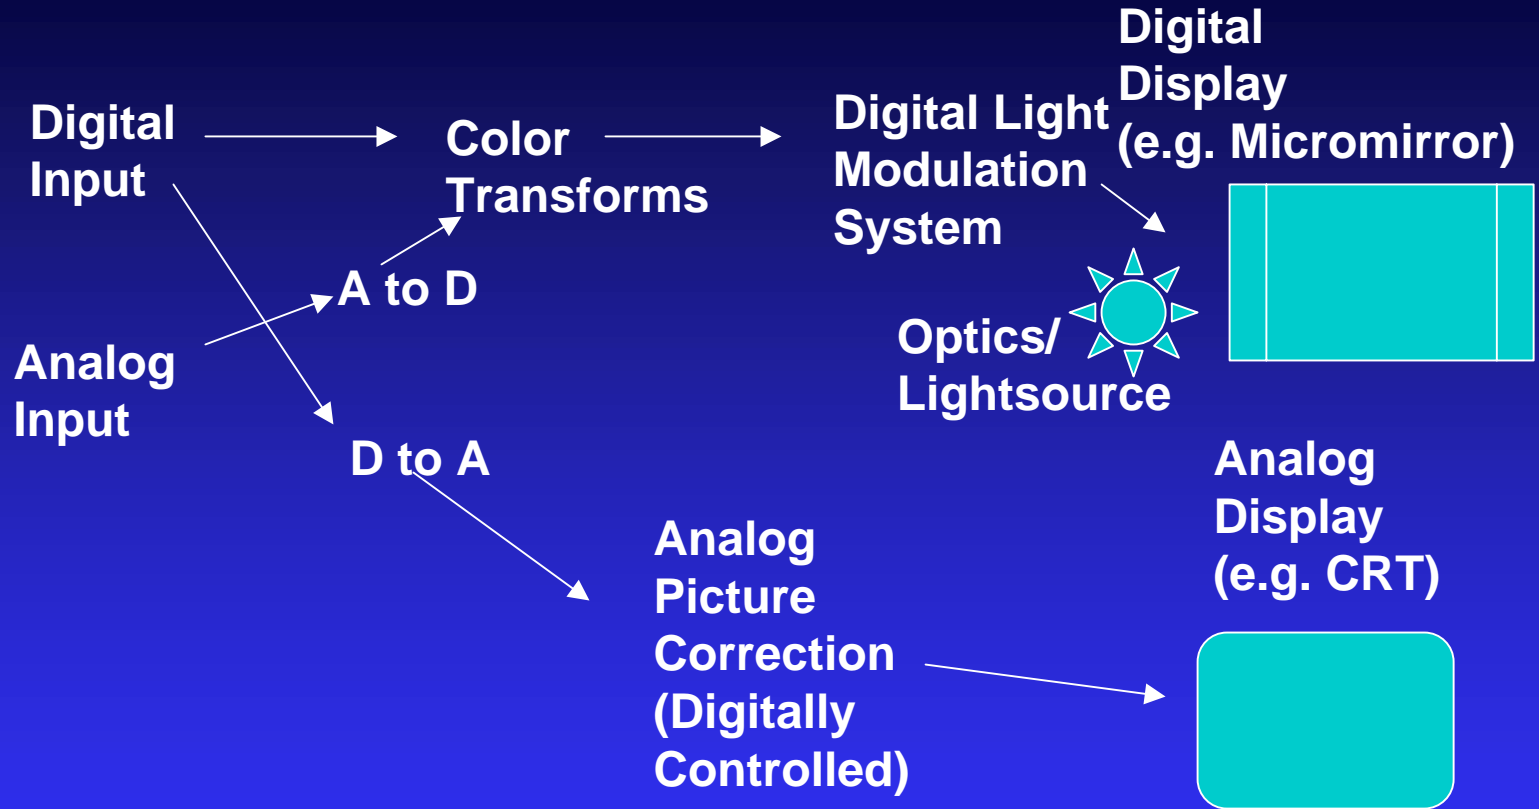 Digital
Input
Color
Transforms
Digital Light
Modulation
System
Digital
Display
(e.g. Micromirror)
A to D
Analog
Input
Optics/
Lightsource
D to A
Analog
Picture
Correction
(Digitally
Controlled)
Analog
Display
(e.g. CRT)